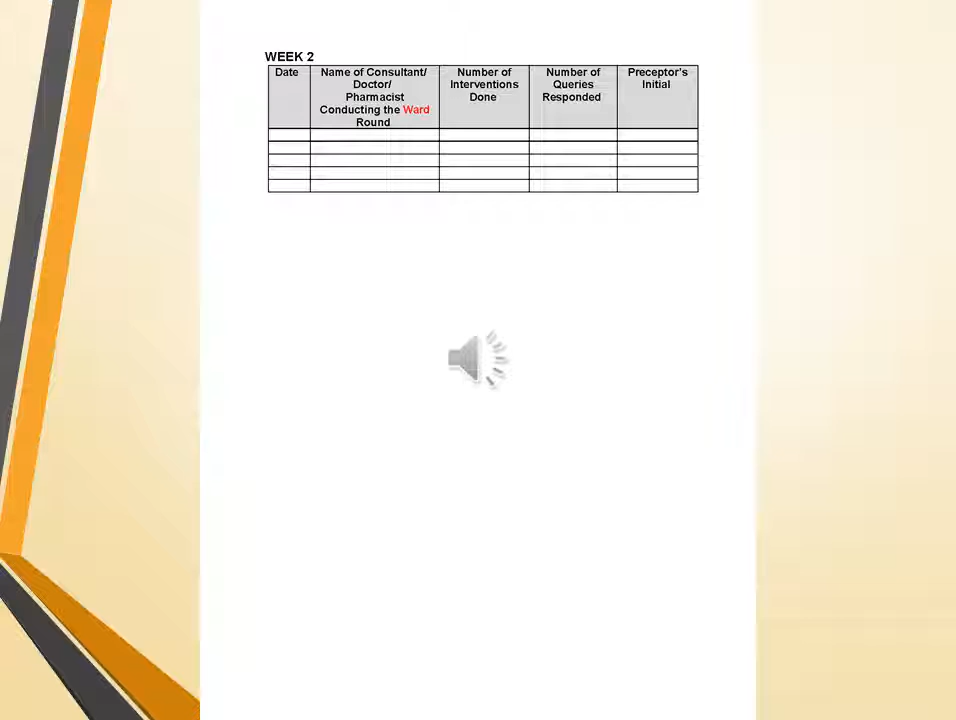 WEEK 2
Date
Name of Consultant/
Doctor/
Pharmacist
Conducting the Ward
Round
Number of
Interventions
Done
Number of
Queries
Responded
Preceptor's
Initial